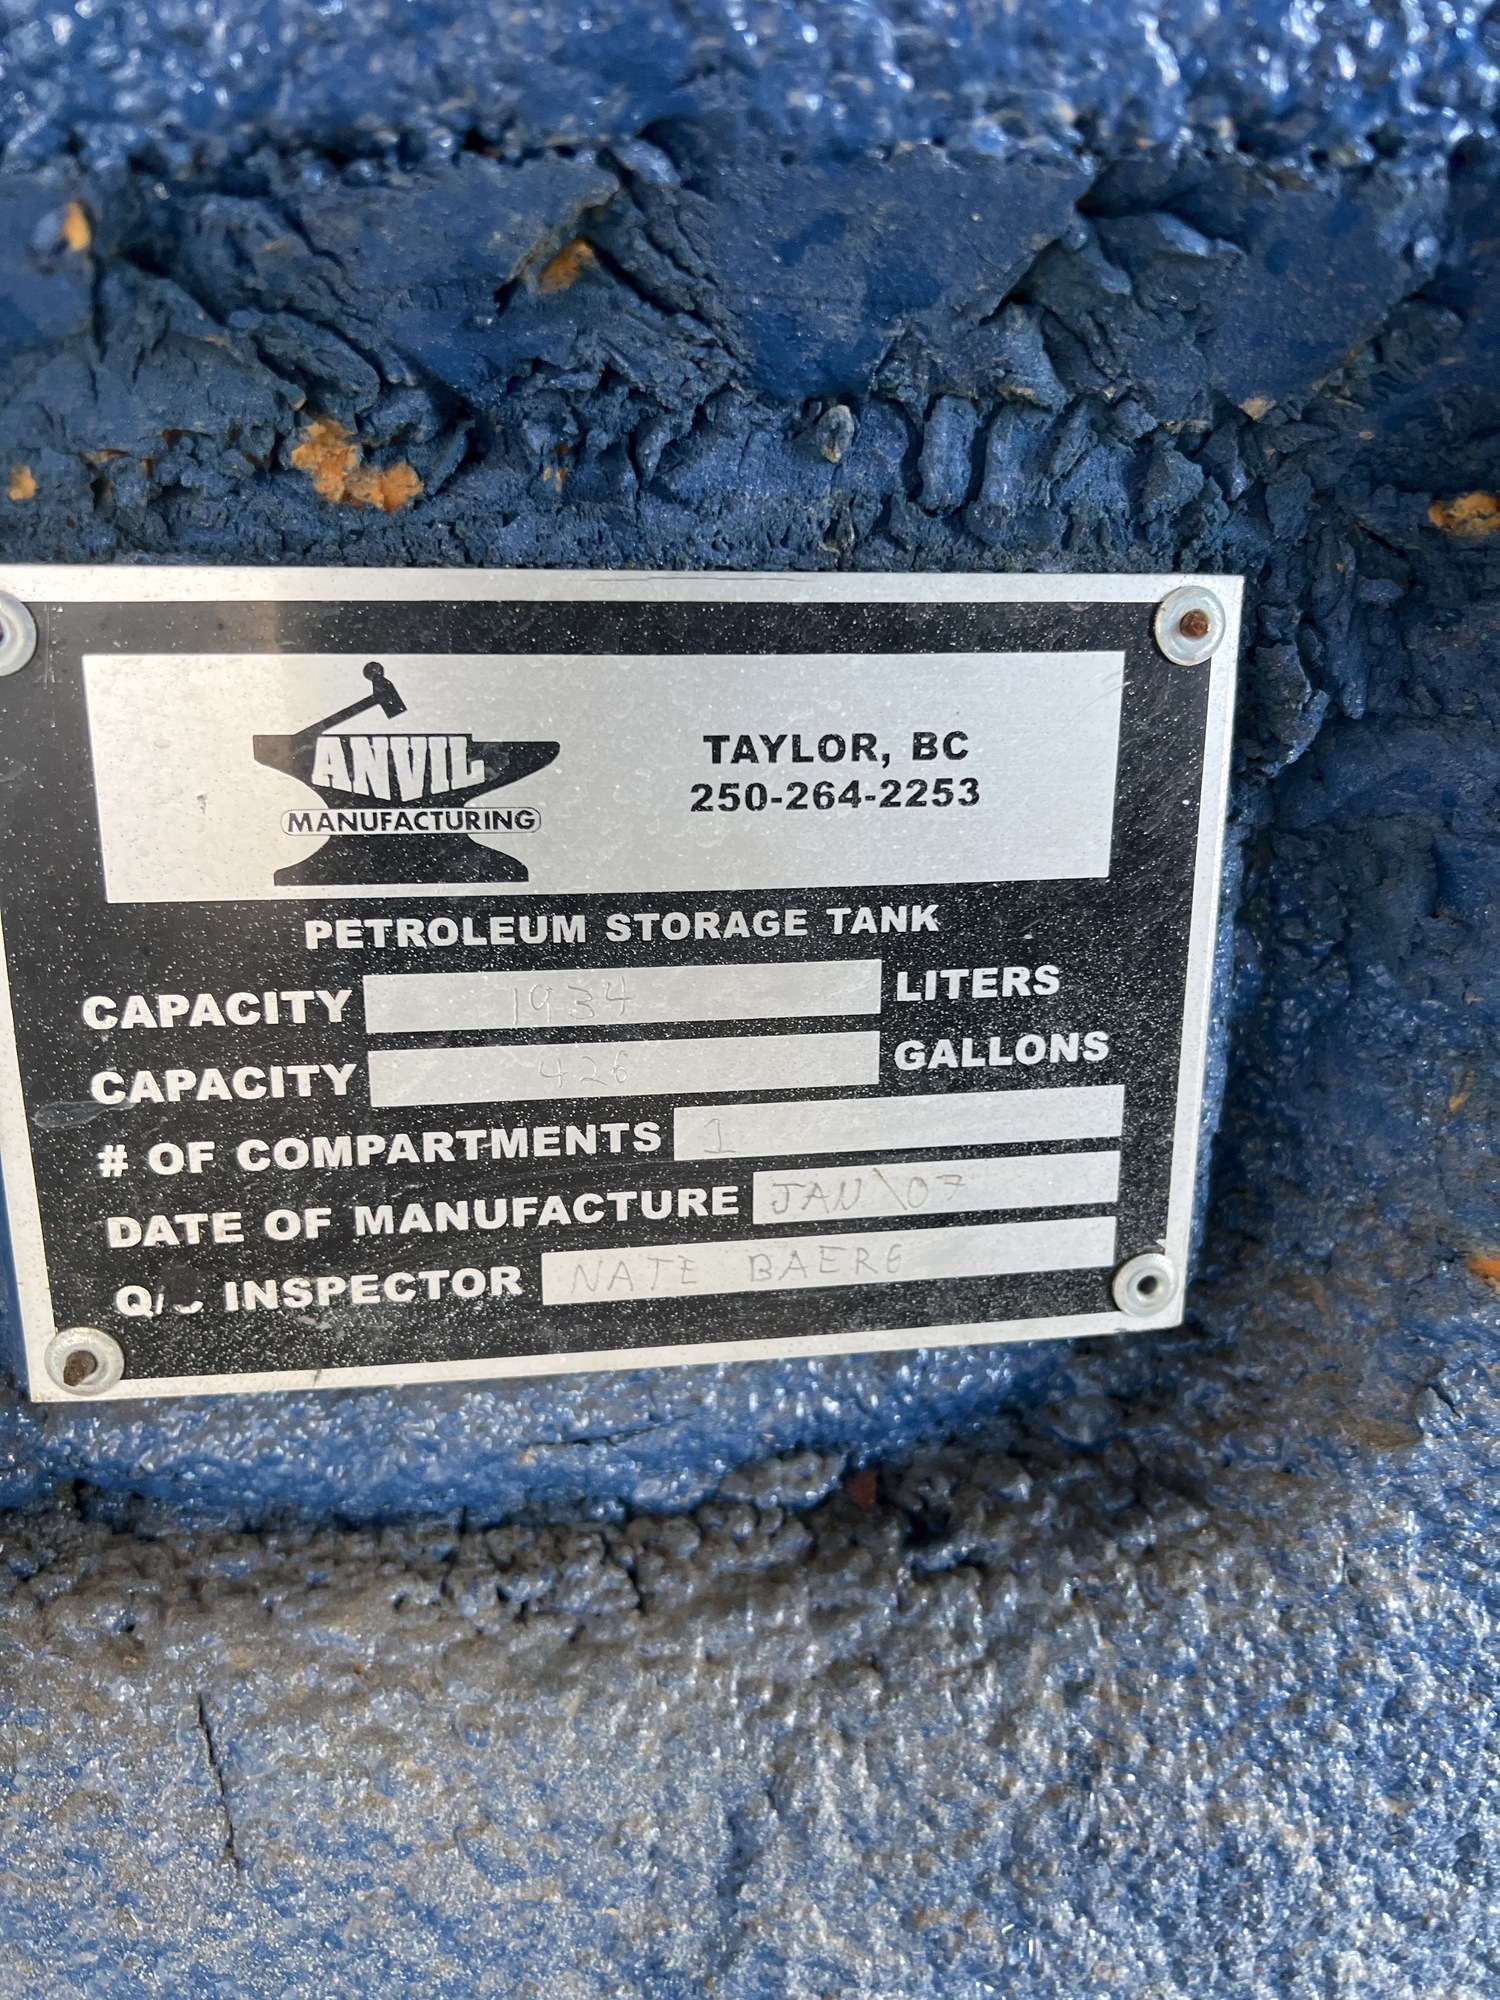 ANVIL
MANUFACTURING
TAYLOR, BC
250-264-2253
PETROLEUM STORAGE TANK
CAPACITY 1934 LITERS
CAPACITY 426 GALLONS
# OF COMPARTMENTS 1
DATE OF MANUFACTURE JAN\07
Q/C INSPECTOR NATE BAERG